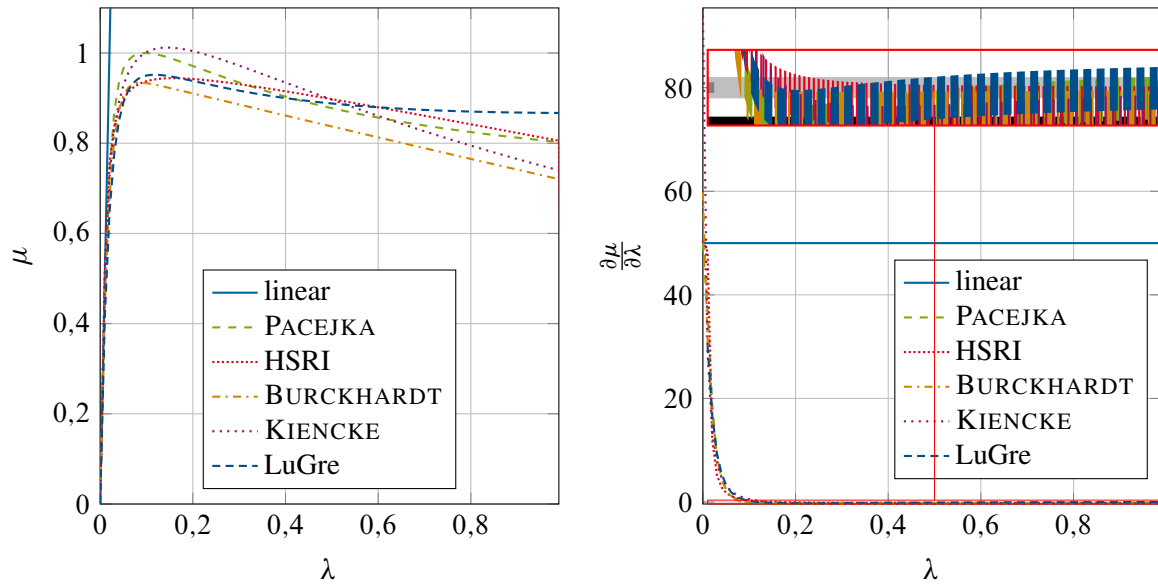 1
0,8
0,6
0,4
0,2
0
μ
0
0,2
0,4
0,6
0,8
λ
linear
PACEJKA
HSRI
BURCKHARDT
KIENCKE
LuGre
80
60
40
20
0
∂μ
∂λ
0
0,2
0,4
0,6
0,8
λ
linear
PACEJKA
HSRI
BURCKHARDT
KIENCKE
LuGre